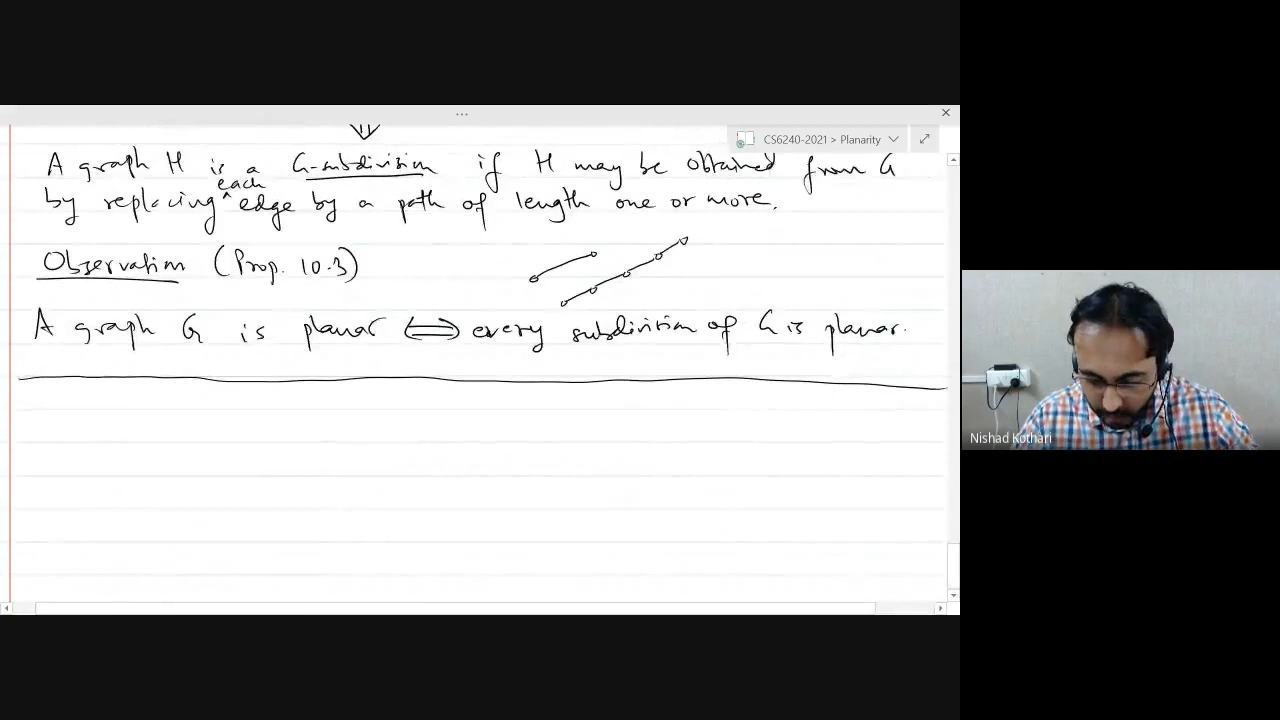 CS6240-2021 > Planarity
A graph H is a G-subdivision if H may be obtained from G
by replacing each edge by a path of length one or more.
Observation (Prop. 10.3)
A graph G is planar ⟺ every subdivision of G is planar.
Nishad Kothari